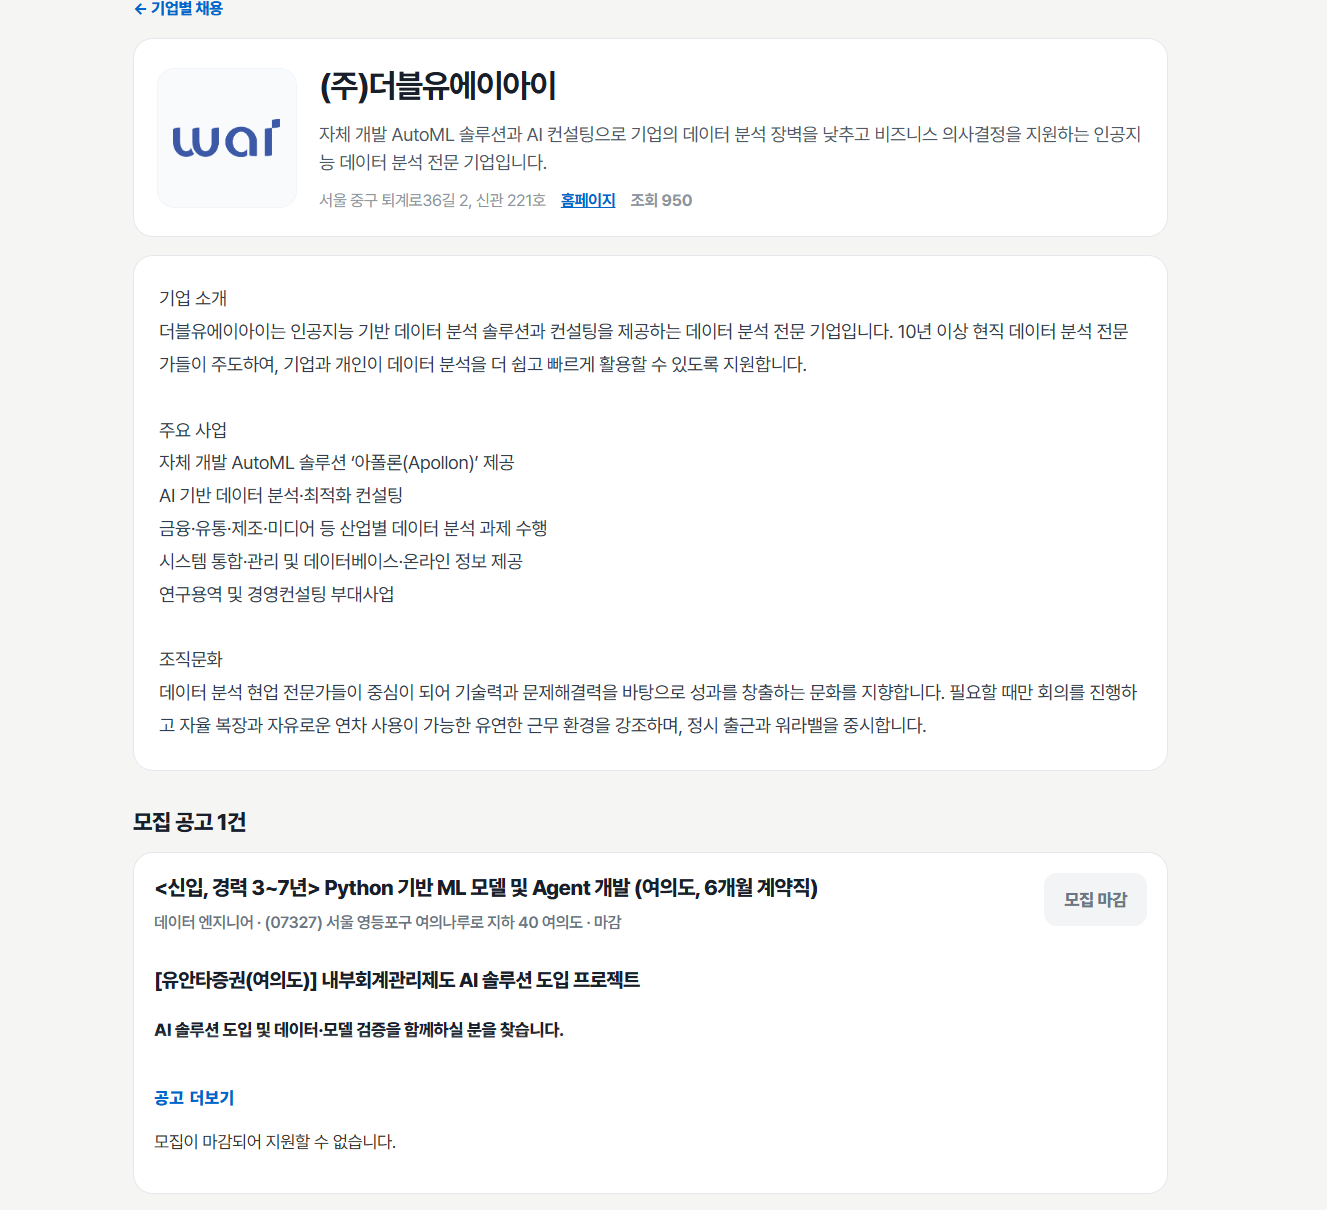 ← 기업별 채용
wai
(주)더블유에이아이
자체 개발 AutoML 솔루션과 AI 컨설팅으로 기업의 데이터 분석 장벽을 낮추고 비즈니스 의사결정을 지원하는 인공지
능 데이터 분석 전문 기업입니다.
서울 중구 퇴계로36길 2, 신관 221호 홈페이지 조회 950
기업 소개
더블유에이아이는 인공지능 기반 데이터 분석 솔루션과 컨설팅을 제공하는 데이터 분석 전문 기업입니다. 10년 이상 현직 데이터 분석 전문
가들이 주도하여, 기업과 개인이 데이터 분석을 더 쉽고 빠르게 활용할 수 있도록 지원합니다.
주요 사업
자체 개발 AutoML 솔루션 ‘아폴론(Apollon)’ 제공
AI 기반 데이터 분석·최적화 컨설팅
금융·유통·제조·미디어 등 산업별 데이터 분석 과제 수행
시스템 통합·관리 및 데이터베이스·온라인 정보 제공
연구용역 및 경영컨설팅 부대사업
조직문화
데이터 분석 현업 전문가들이 중심이 되어 기술력과 문제해결력을 바탕으로 성과를 창출하는 문화를 지향합니다. 필요할 때만 회의를 진행하
고 자율 복장과 자유로운 연차 사용이 가능한 유연한 근무 환경을 강조하며, 정시 출근과 워라밸을 중시합니다.
모집 공고 1건
<신입, 경력 3~7년> Python 기반 ML 모델 및 Agent 개발 (여의도, 6개월 계약직)
모집 마감
데이터 엔지니어 · (07327) 서울 영등포구 여의나루로 지하 40 여의도 · 마감
[유안타증권(여의도)] 내부회계관리제도 AI 솔루션 도입 프로젝트
AI 솔루션 도입 및 데이터·모델 검증을 함께하실 분을 찾습니다.
공고 더보기
모집이 마감되어 지원할 수 없습니다.